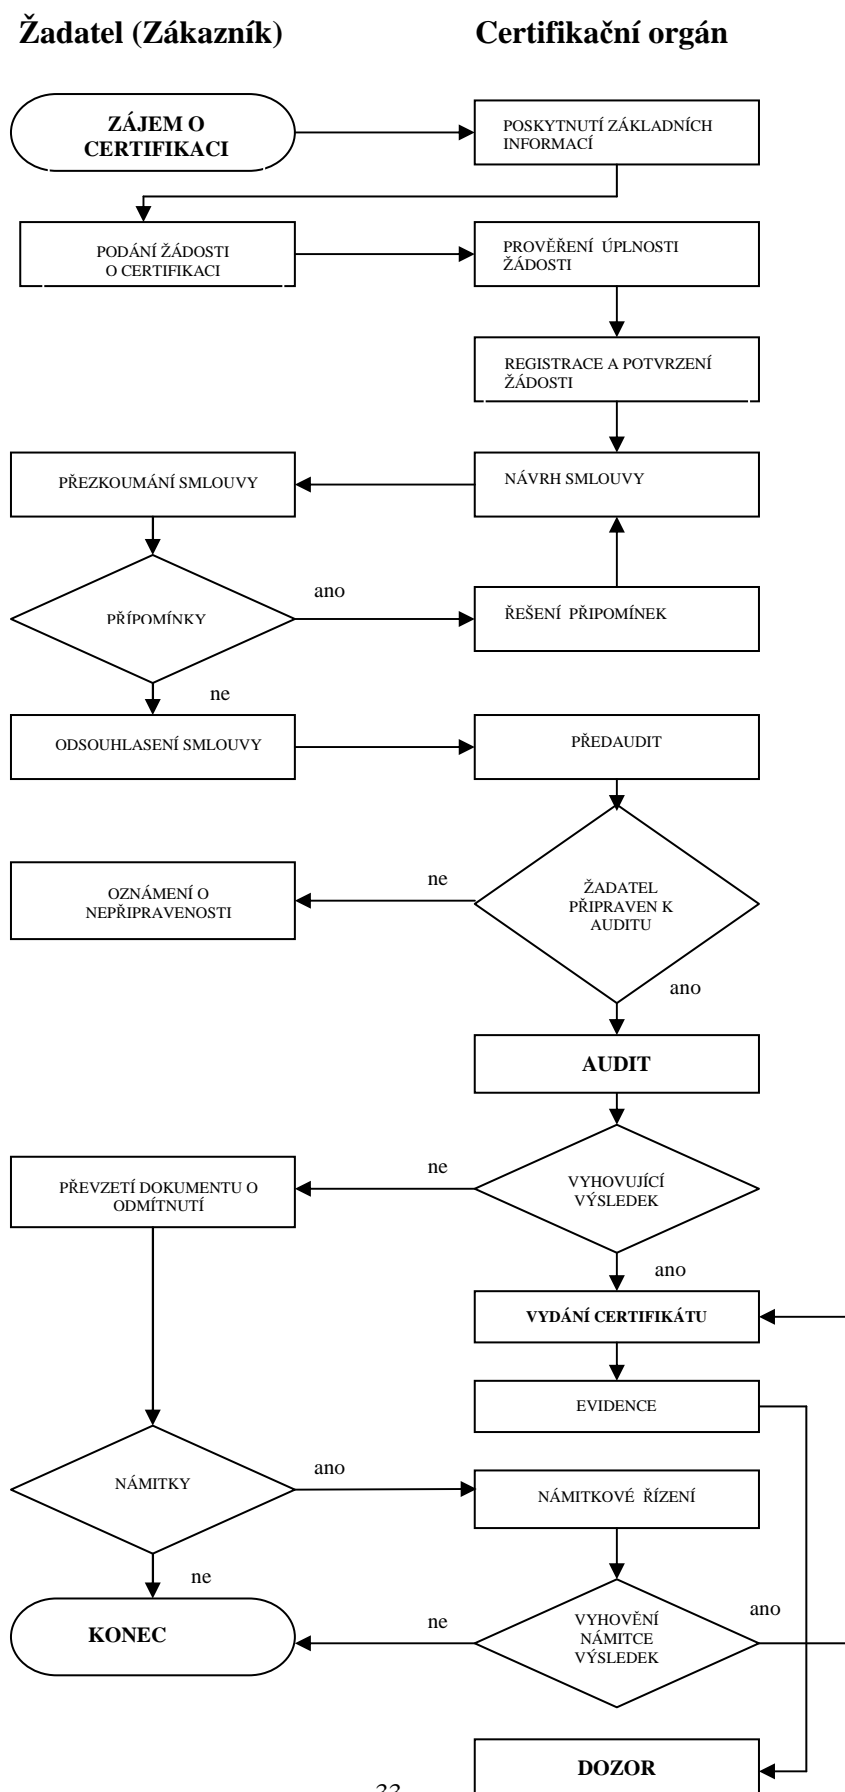 Žadatel (Zákazník)
Certifikační orgán
ZÁJEM O
CERTIFIKACI
POSKYTNUTÍ ZÁKLADNÍCH
INFORMACÍ
PODÁNÍ ŽÁDOSTI
O CERTIFIKACI
PROVĚŘENÍ ÚPLNOSTI
ŽÁDOSTI
REGISTRACE A POTVRZENÍ
ŽÁDOSTI
PŘEZKOUMÁNÍ SMLOUVY
NÁVRH SMLOUVY
ano
PŘÍPOMÍNKY
ŘEŠENÍ PŘIPOMÍNEK
ne
ODSOUHLASENÍ SMLOUVY
PŘEDAUDIT
ne
OZNÁMENÍ O
NEPŘIPRAVENOSTI
ŽADATEL
PŘIPRAVEN K
AUDITU
ano
AUDIT
ne
PŘEVZETÍ DOKUMENTU O
ODMÍTNUTÍ
VYHOVUJÍCÍ
VÝSLEDEK
ano
VYDÁNÍ CERTIFIKÁTU
EVIDENCE
ano
NÁMITKY
NÁMITKOVÉ ŘÍZENÍ
ne
KONEC
ne
VYHOVĚNÍ
NÁMITCE
VÝSLEDEK
ano
DOZOR
33